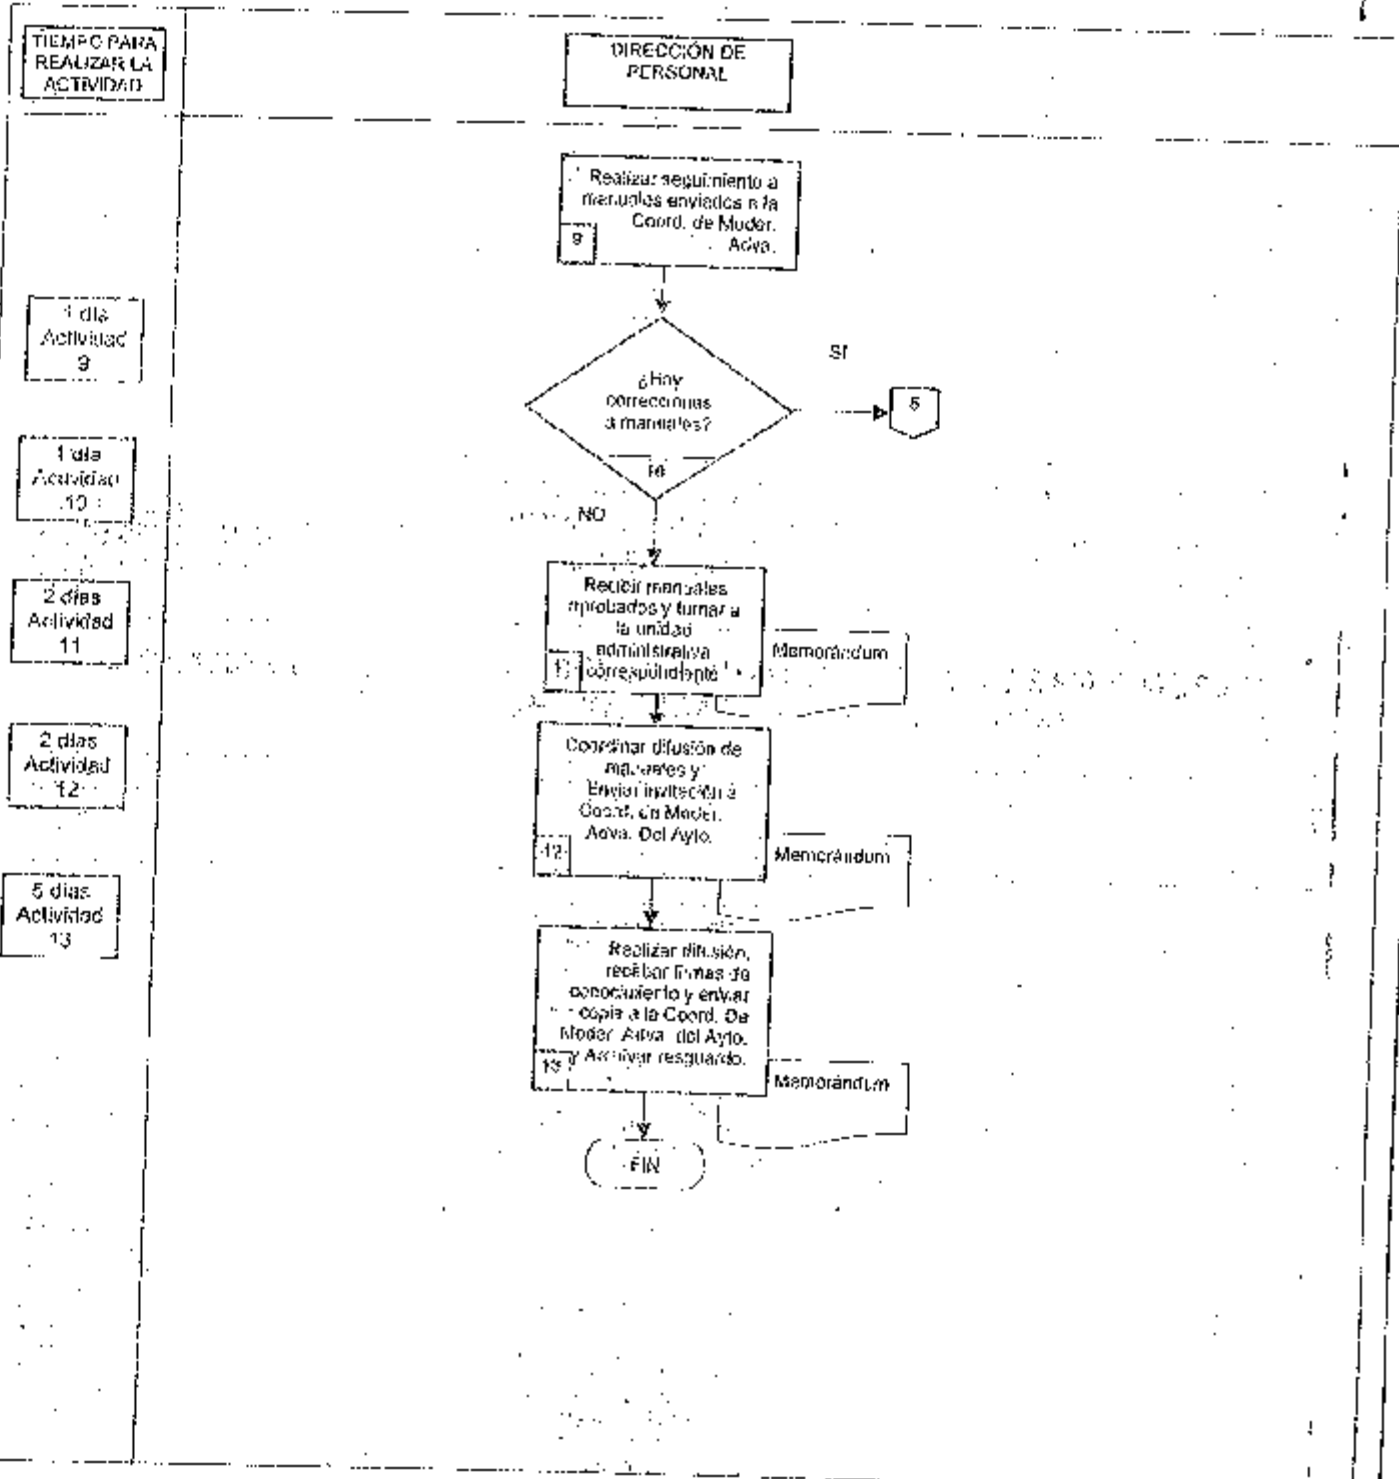 TIEMPO PARA
REALIZAR LA
ACTIVIDAD
DIRECCIÓN DE
PERSONAL
Realizar seguimiento a
manuales enviados a la
Coord. de Moder.
Adva.
9
1 día
Actividad
9
¿Hay
correcciones
a manuales?
10
SI
5
1 día
Actividad
10
NO
2 días
Actividad
11
Recibir manuales
aprobados y turnar a
la unidad
administrativa
correspondiente
11
Memorándum
2 días
Actividad
12
Coordinar difusión de
manuales y
Enviar invitación a
Coord. de Moder.
Adva. Del Ayto.
12
Memorándum
5 días
Actividad
13
Realizar difusión,
recabar firmas de
conocimiento y enviar
copia a la Coord. De
Moder. Adva. del Ayto.
y Archivar resguardo.
13
Memorándum
FIN